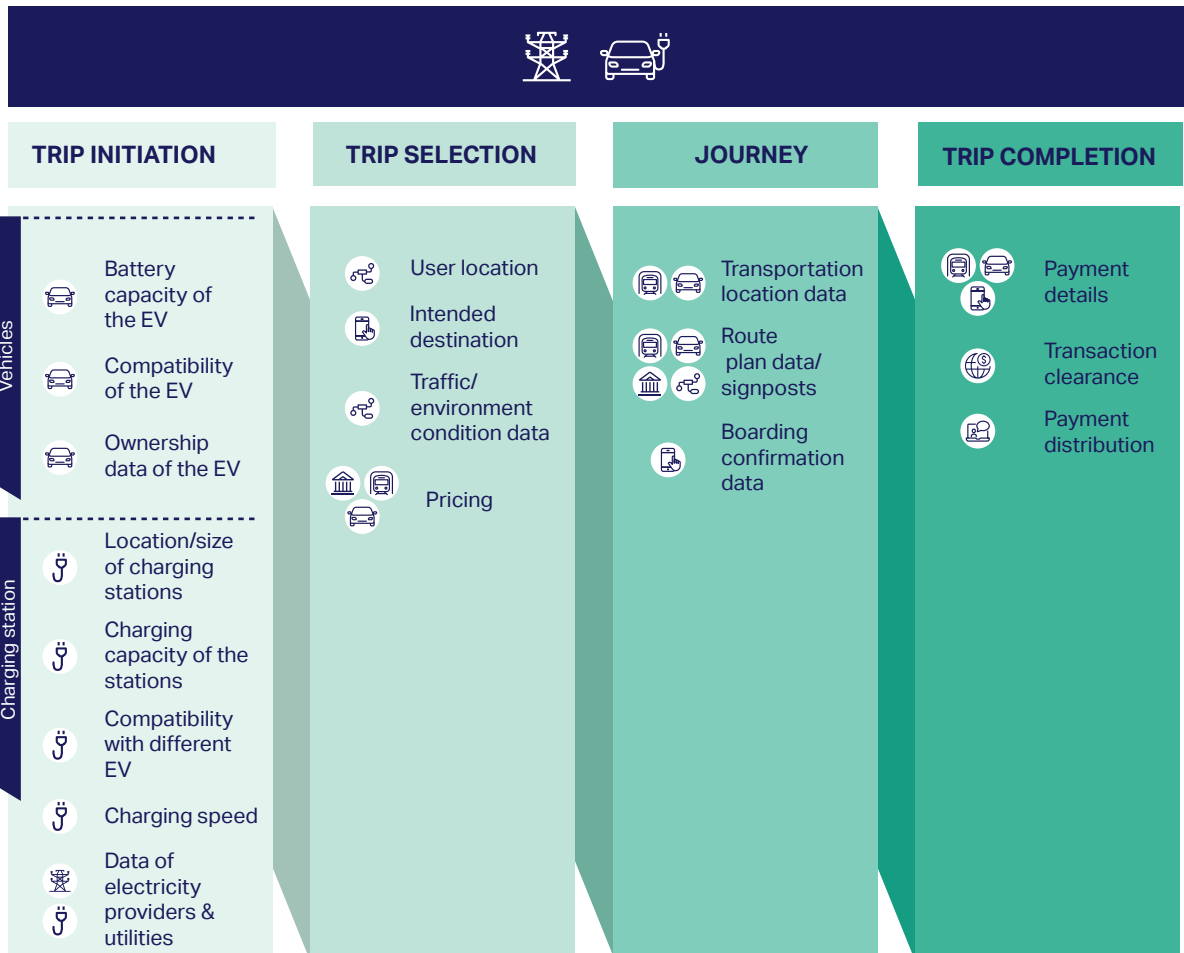 TRIP INITIATION
TRIP SELECTION
JOURNEY
TRIP COMPLETION
Vehicles
Battery
capacity of
the EV
Compatibility
of the EV
Ownership
data of the EV
Charging station
Location/size
of charging
stations
Charging
capacity of the
stations
Compatibility
with different
EV
Charging speed
Data of
electricity
providers &
utilities
User location
Intended
destination
Traffic/
environment
condition data
Pricing
Transportation
location data
Route
plan data/
signposts
Boarding
confirmation
data
Payment
details
Transaction
clearance
Payment
distribution